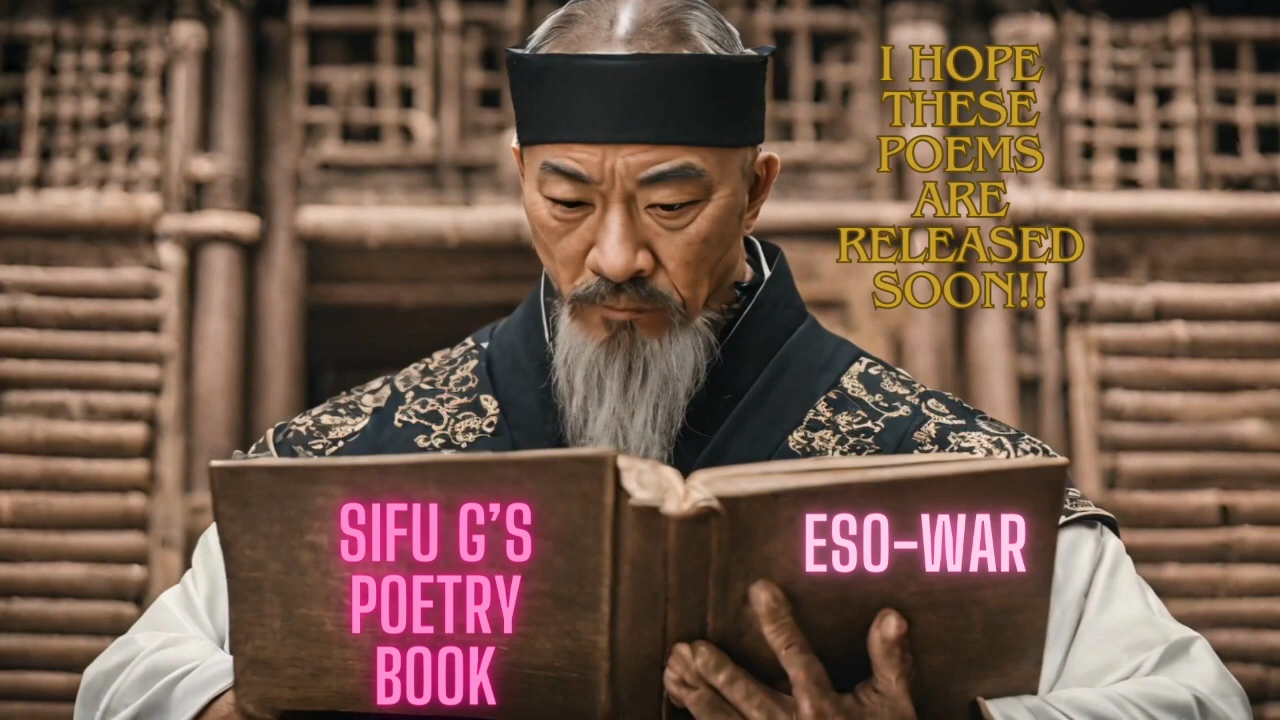 I HOPE
THESE
POEMS
ARE
RELEASED
SOON!!
SIFU G'S
POETRY
BOOK
ESO-WAR